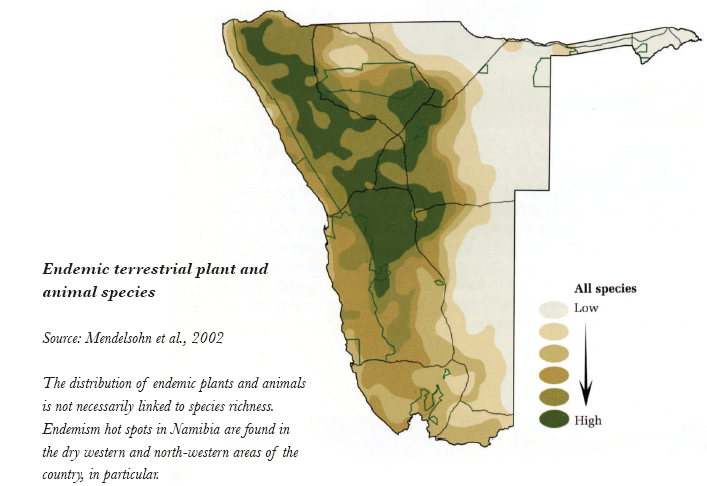 Endemic terrestrial plant and
animal species
Source: Mendelsohn et al., 2002
The distribution of endemic plants and animals
is not necessarily linked to species richness.
Endemism hot spots in Namibia are found in
the dry western and north-western areas of the
country, in particular.
All species
Low
High